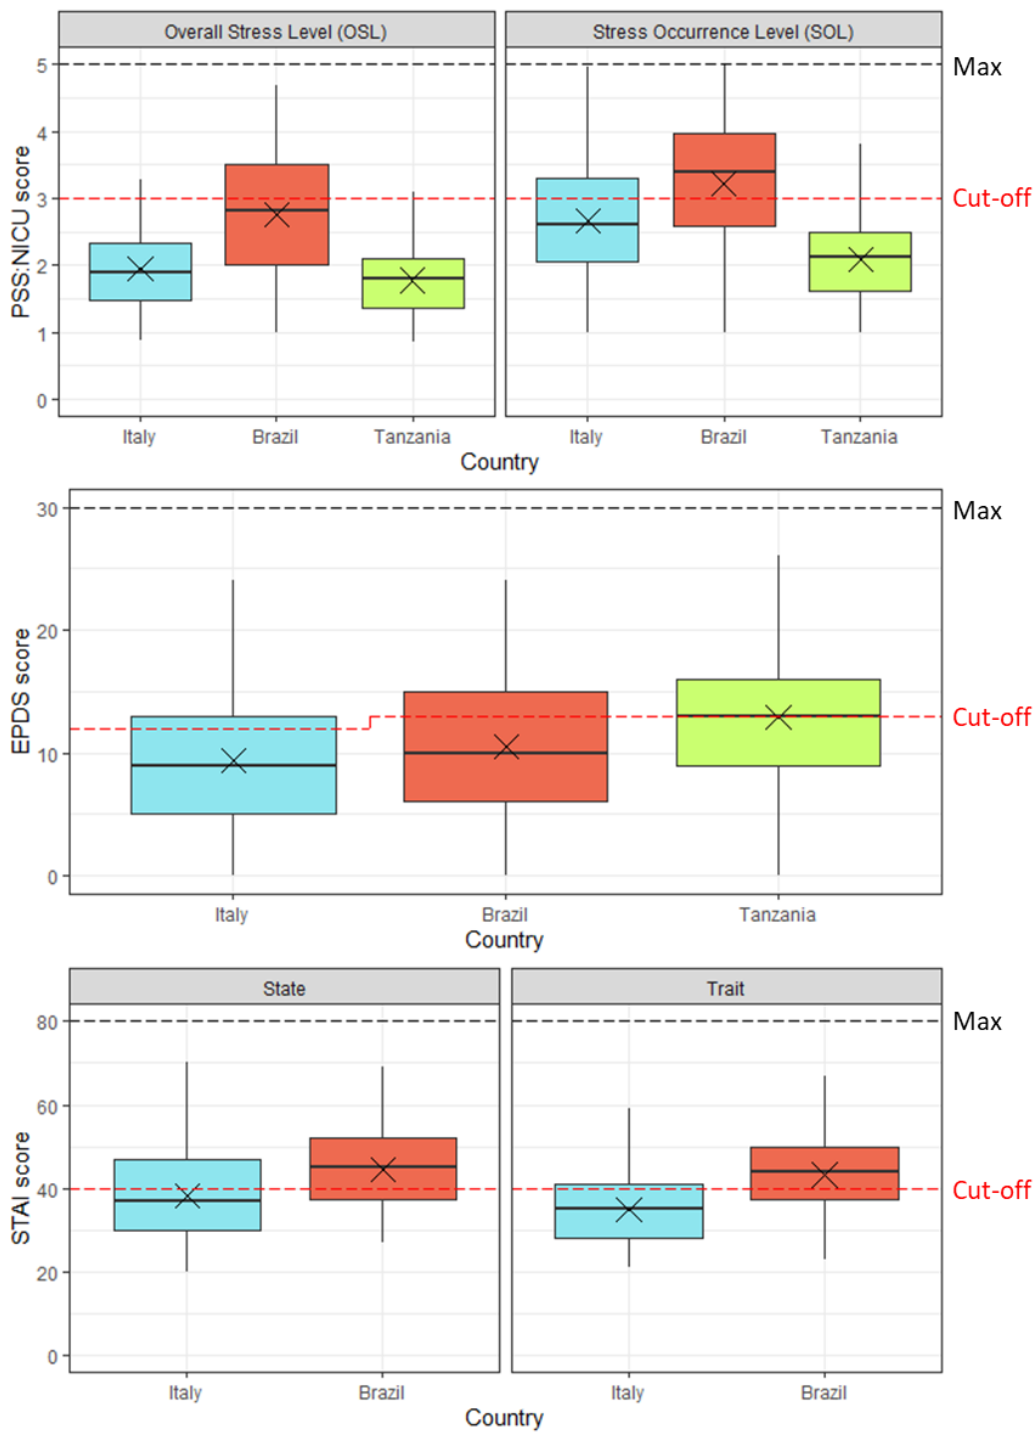 Overall Stress Level (OSL)
Stress Occurrence Level (SOL)
PSS:NICU score
5
4
3
2
1
0
Max
Cut-off
Italy
Brazil
Tanzania
Italy
Brazil
Tanzania
Country
EPDS score
30
20
10
0
Max
Cut-off
Italy
Brazil
Tanzania
Country
State
Trait
STAI score
80
60
40
20
0
Max
Cut-off
Italy
Brazil
Italy
Brazil
Country